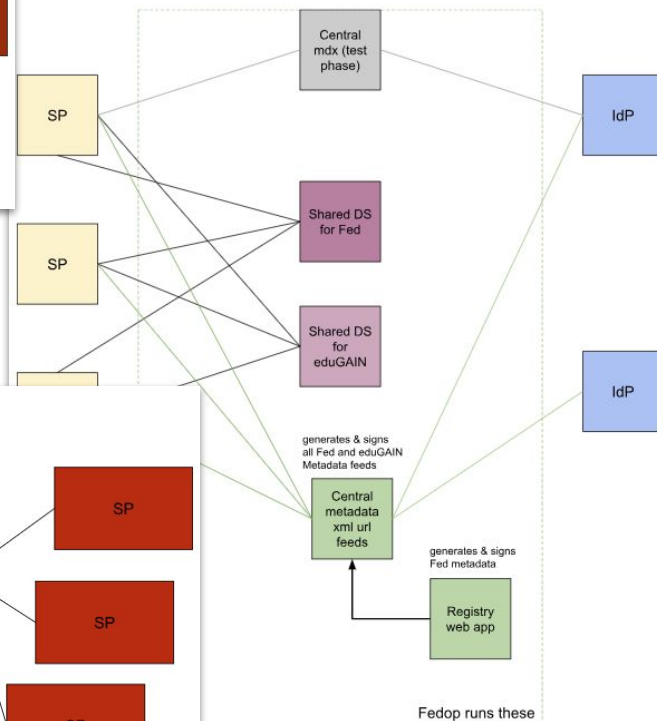 Central
mdx (test
phase)
SP
IdP
Shared DS
for Fed
SP
Shared DS
for
eduGAIN
IdP
generates & signs
all Fed and eduGAIN
Metadata feeds
Central
metadata
xml url
feeds
SP
generates & signs
Fed metadata
Registry
web app
SP
Fedop runs these